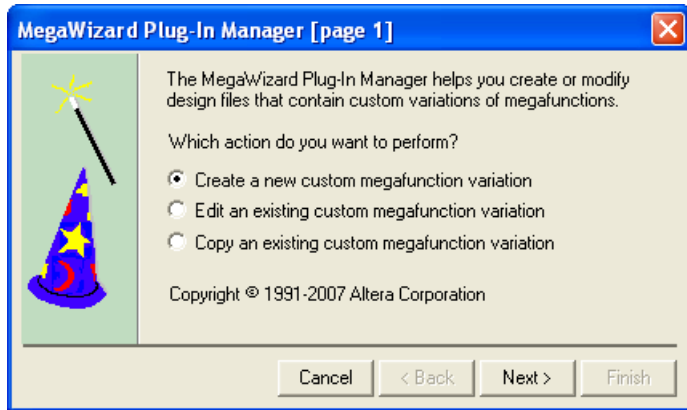 MegaWizard Plug-In Manager [page 1]
The MegaWizard Plug-In Manager helps you create or modify
design files that contain custom variations of megafunctions.
Which action do you want to perform?
Create a new custom megafunction variation
Edit an existing custom megafunction variation
Copy an existing custom megafunction variation
Copyright © 1991-2007 Altera Corporation
Cancel < Back Next > Finish